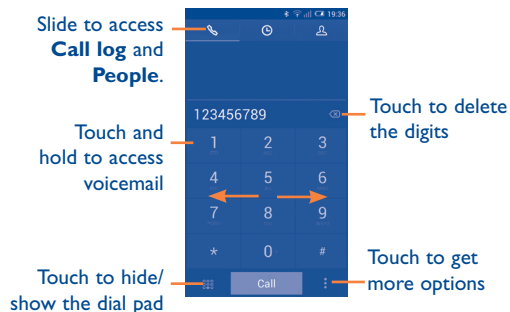 Slide to access
Call log and
People.
19:36
123456789
Touch to delete
the digits
Touch and
hold to access
voicemail
1 2 3
4 5 6
7 8 9
* 0 #
Call
Touch to get
more options
Touch to hide/
show the dial pad